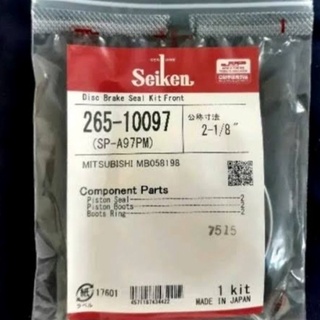 Seiken
Disc Brake Seal Kit Front
265-10097
(SP-A97PM)
公称寸法
2-1/8"
MITSUBISHI MB058198
Component Parts
Piston Seal
Piston Boots
Boots Ring
7515
17601
1 kit
MADE IN JAPAN